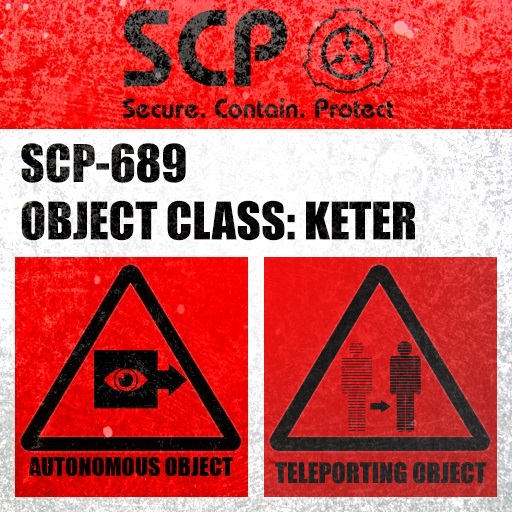 SCP
Secure. Contain. Protect
SCP-689
OBJECT CLASS: KETER
AUTONOMOUS OBJECT
TELEPORTING OBJECT